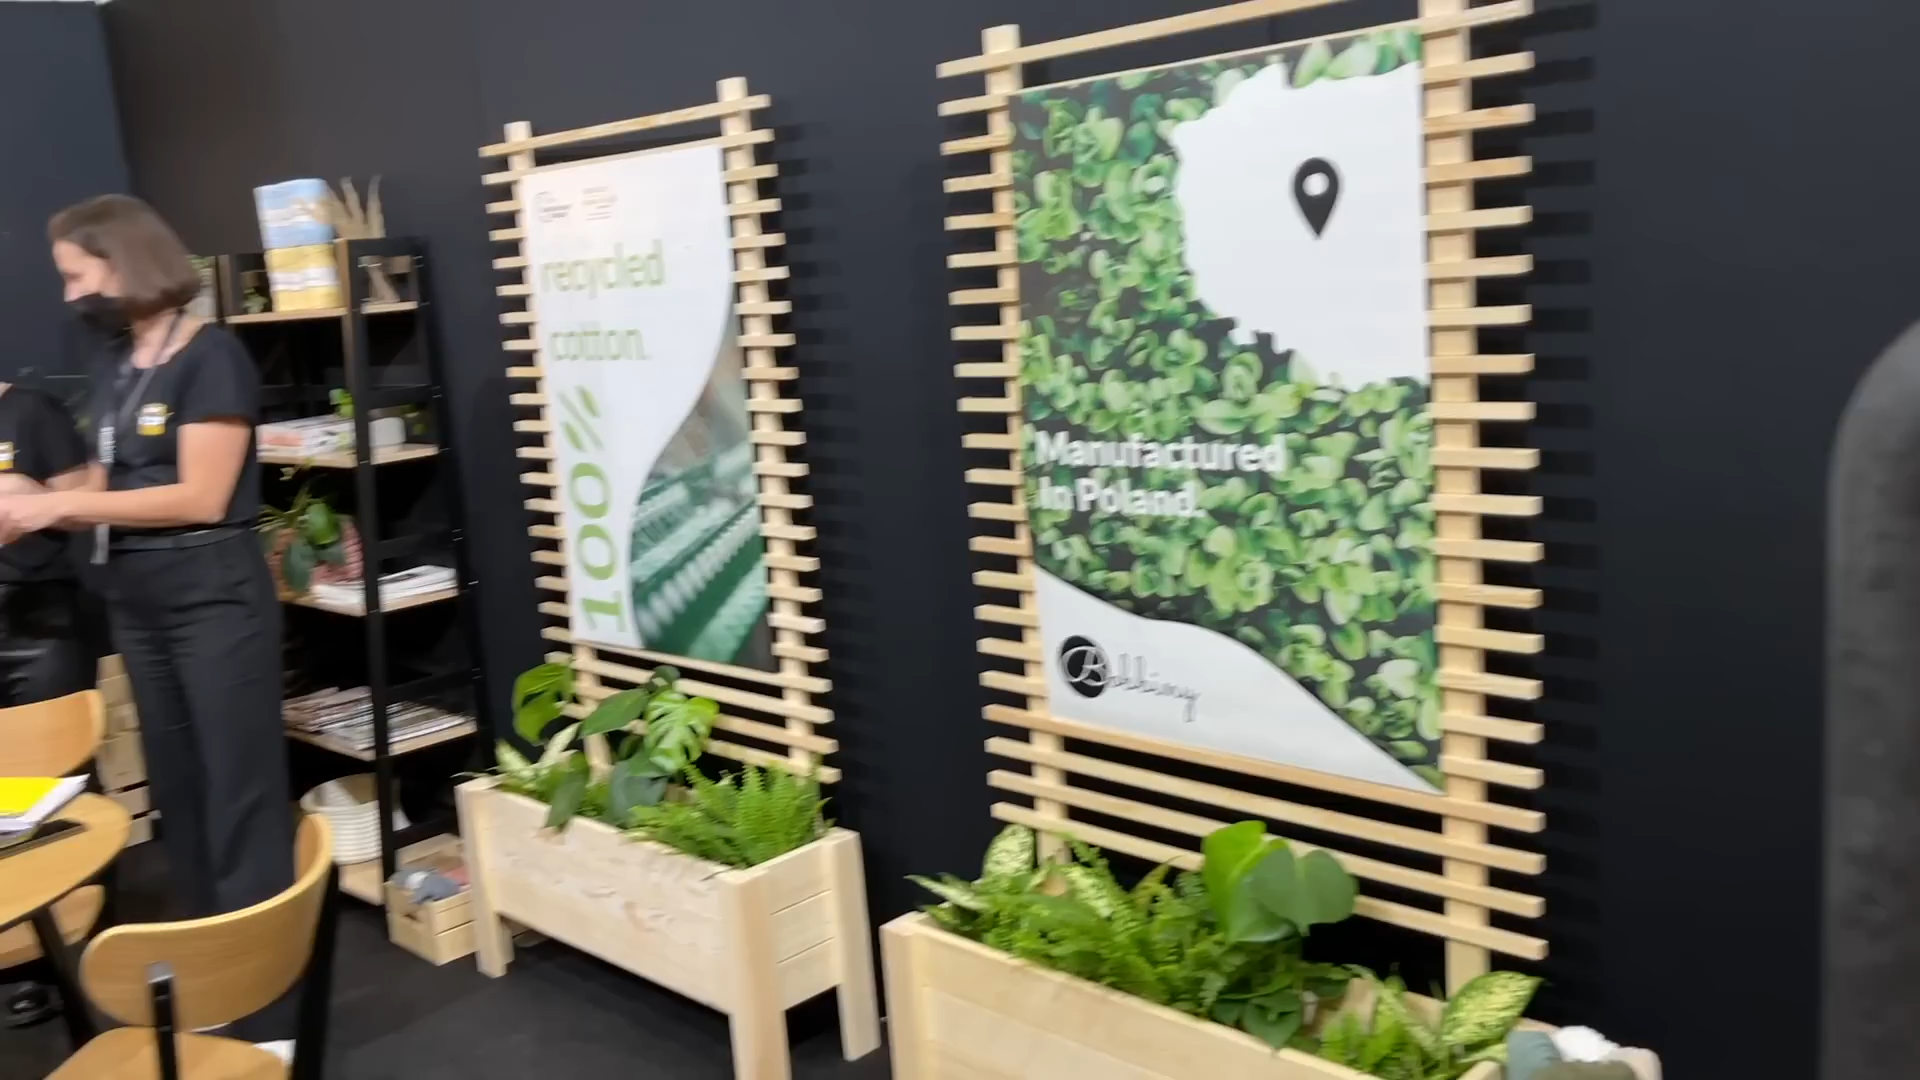 recycled
cotton.
100%
Manufactured
in Poland.
Bobbiny